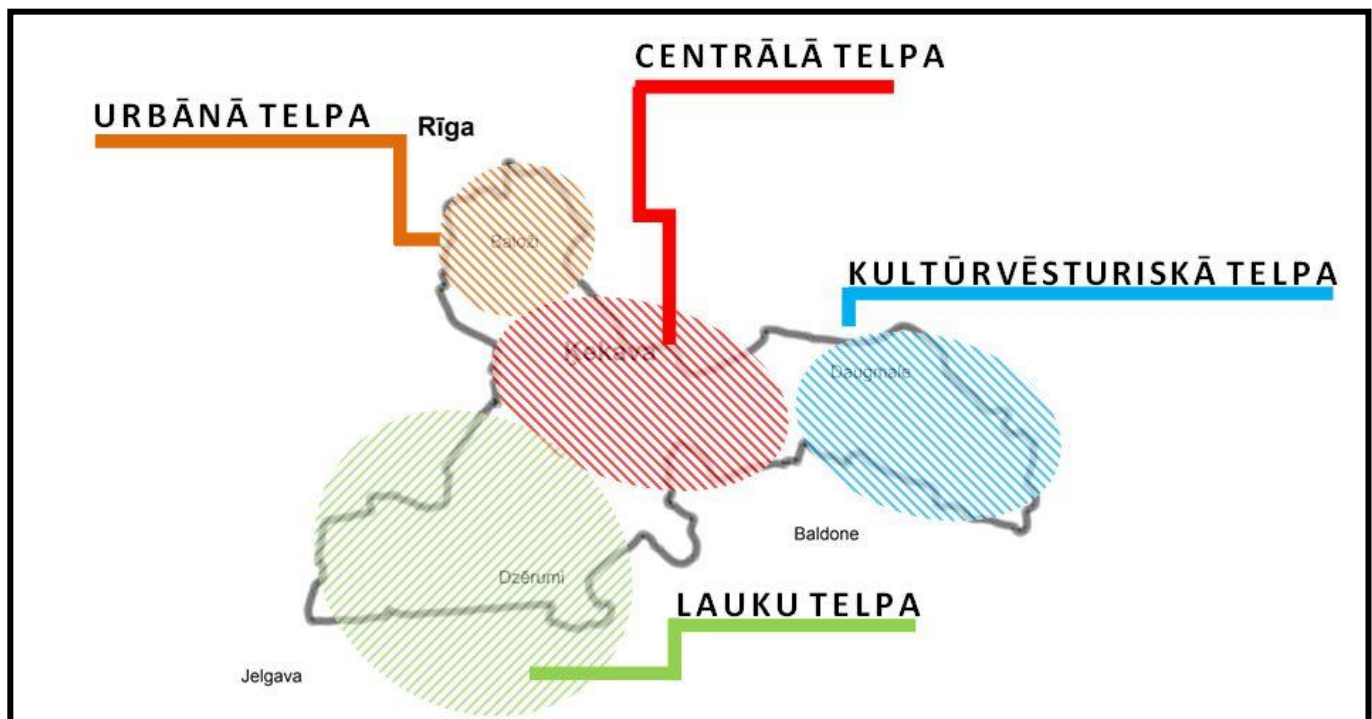 CENTRĀLĀ TELPA
URBĀNĀ TELPA
Rīga
Baloži
KULTŪRVĒSTURISKĀ TELPA
Ķekava
Daugmale
Baldone
Dzērumi
LAUKU TELPA
Jelgava